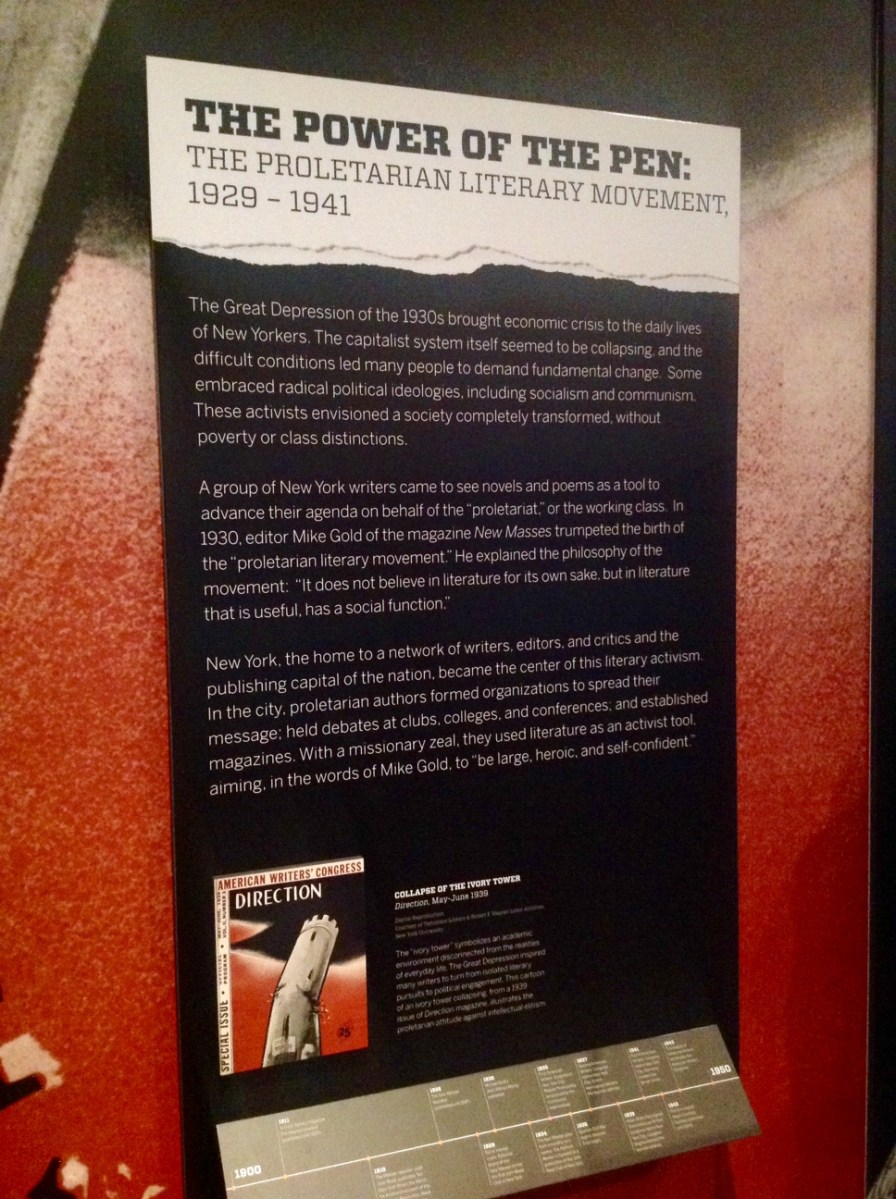 THE POWER OF THE PEN:
THE PROLETARIAN LITERARY MOVEMENT,
1929 – 1941
The Great Depression of the 1930s brought economic crisis to the daily lives
of New Yorkers. The capitalist system itself seemed to be collapsing, and the
difficult conditions led many people to demand fundamental change. Some
embraced radical political ideologies, including socialism and communism.
These activists envisioned a society completely transformed, without
poverty or class distinctions.
A group of New York writers came to see novels and poems as a tool to
advance their agenda on behalf of the “proletariat,” or the working class. In
1930, editor Mike Gold of the magazine New Masses trumpeted the birth of
the “proletarian literary movement.” He explained the philosophy of the
movement: “It does not believe in literature for its own sake, but in literature
that is useful, has a social function.”
New York, the home to a network of writers, editors, and critics and the
publishing capital of the nation, became the center of this literary activism.
In the city, proletarian authors formed organizations to spread their
message; held debates at clubs, colleges, and conferences; and established
magazines. With a missionary zeal, they used literature as an activist tool,
aiming, in the words of Mike Gold, to “be large, heroic, and self-confident.”
AMERICAN WRITERS' CONGRESS
DIRECTION
SPECIAL ISSUE • OFFICIAL PROGRAM •
25¢
COLLAPSE OF THE IVORY TOWER
Direction, May-June 1939
Digital Reproduction
New York University
The “ivory tower” symbolizes an academic
environment disconnected from the realities
of everyday life. The Great Depression inspired
many writers to turn from isolated literary
pursuits to political engagement. This cartoon
of an ivory tower collapsing, from a 1939
issue of Direction magazine, illustrates the
proletarian attitude against intellectual elitism.
1900
1911
1950